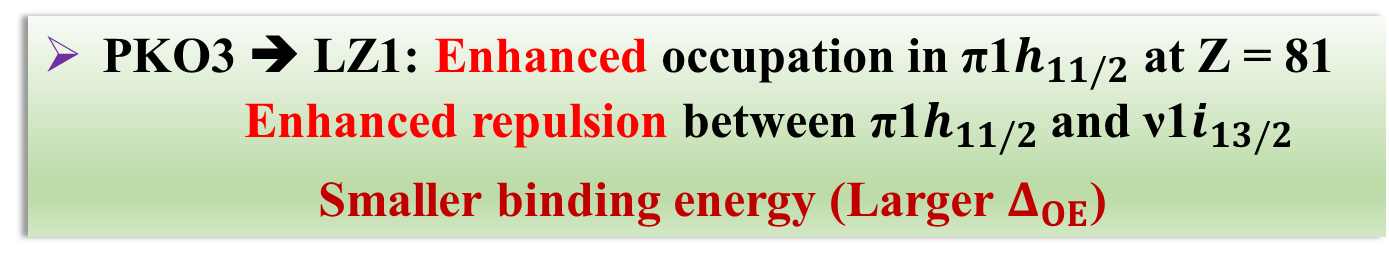 ➢ PKO3 ➔ LZ1: Enhanced occupation in π1h₁₁/₂ at Z = 81
Enhanced repulsion between π1h₁₁/₂ and ν1i₁₃/₂
Smaller binding energy (Larger Δ_OE)